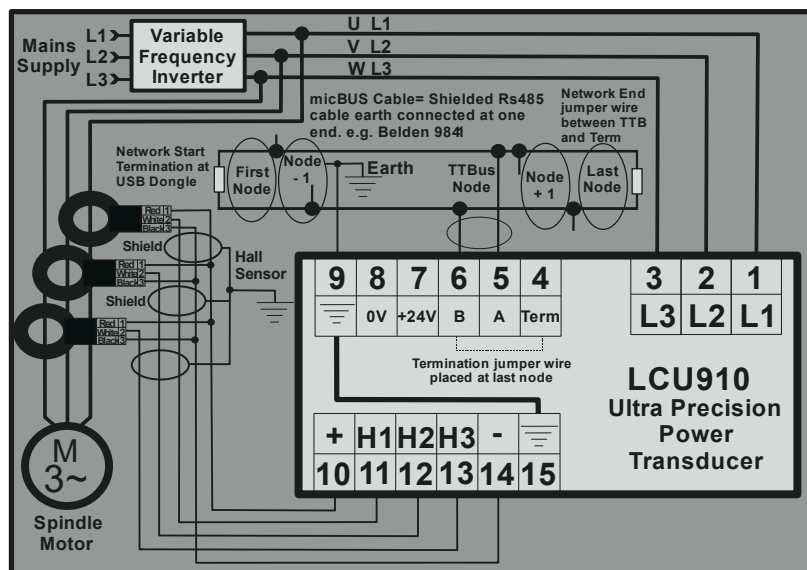 Mains
Supply
L1
L2
L3
Variable
Frequency
Inverter
U L1
V L2
W L3
micBUS Cable= Shielded Rs485
cable earth connected at one
end. e.g. Belden 9841
Network End
jumper wire
between TTB
and Term
Network Start
Termination at
USB Dongle
First
Node
Node
- 1
Earth
TTBus
Node
Node
+ 1
Last
Node
Red 1
White 2
Black 3
Shield
Red 1
White 2
Black 3
Shield
Red 1
White 2
Black 3
Hall
Sensor
9 8 7 6 5 4
0V +24V B A Term
3 2 1
L3 L2 L1
Termination jumper wire
placed at last node
LCU910
Ultra Precision
Power
Transducer
+ H1 H2 H3 -
10 11 12 13 14 15
M
3~
Spindle
Motor